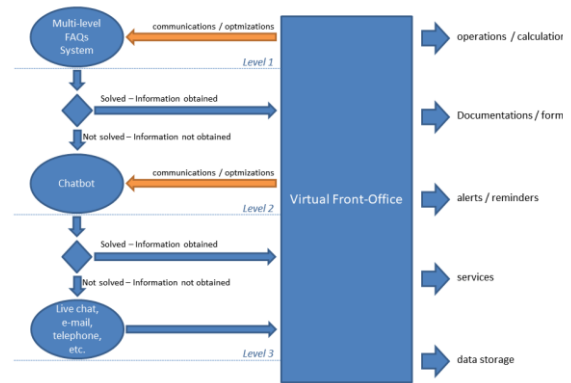 Multi-level
FAQs
System
communications / optmizations
operations / calculation
Level 1
Solved – Information obtained
Documentations / form
Not solved – Information not obtained
Chatbot
communications / optmizations
Virtual Front-Office
alerts / reminders
Level 2
Solved – Information obtained
services
Not solved – Information not obtained
Live chat,
e-mail,
telephone,
etc.
Level 3
data storage